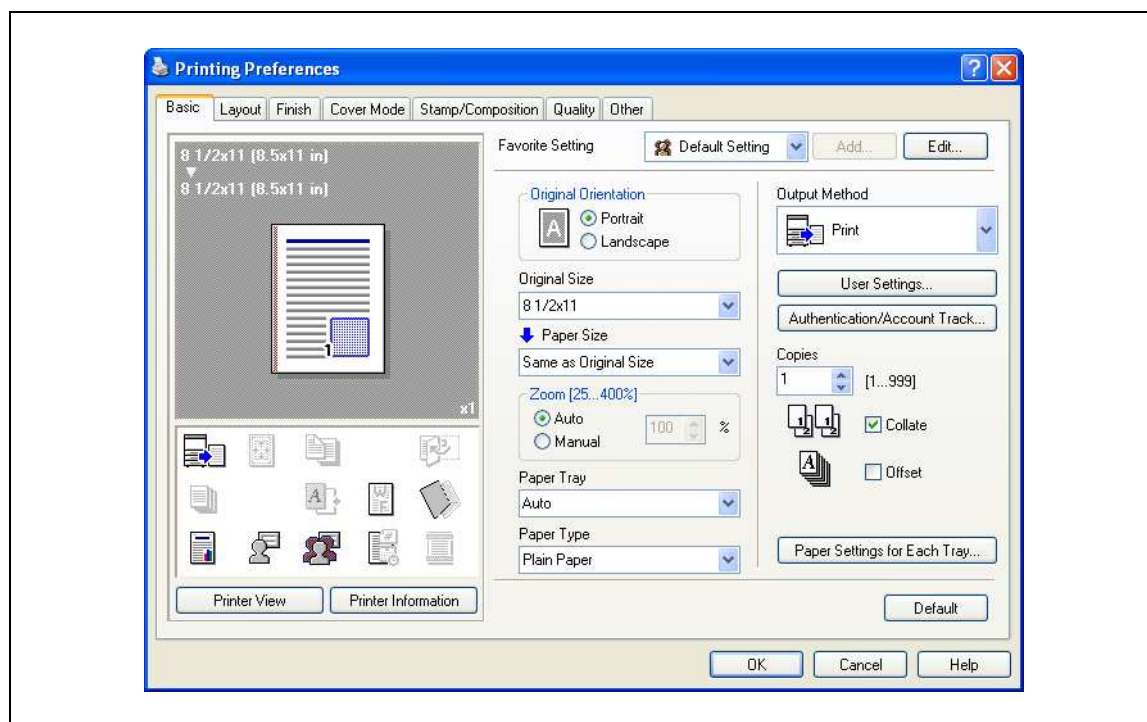 Printing Preferences
Basic Layout Finish Cover Mode Stamp/Composition Quality Other
8 1/2x11 (8.5x11 in)
8 1/2x11 (8.5x11 in)
1
x1
Printer View Printer Information
Favorite Setting Default Setting Add... Edit...
Original Orientation
A
Portrait
Landscape
Original Size
8 1/2x11
Paper Size
Same as Original Size
Zoom [25...400%]
Auto
100 %
Manual
Paper Tray
Auto
Paper Type
Plain Paper
Output Method
Print
User Settings...
Authentication/Account Track...
Copies
1 [1...999]
Collate
Offset
Paper Settings for Each Tray...
Default
OK Cancel Help